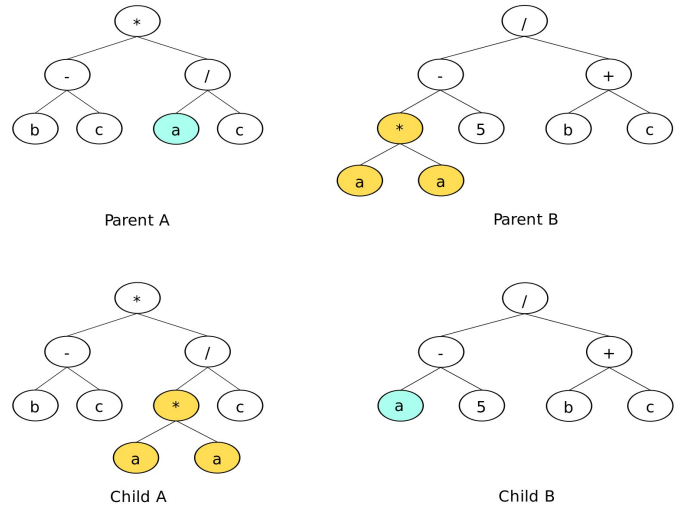 *
/
- /
- +
b c a c
* 5 b c
a a
Parent A
Parent B
*
/
- /
- +
b c * c
a 5 b c
a a
Child A
Child B